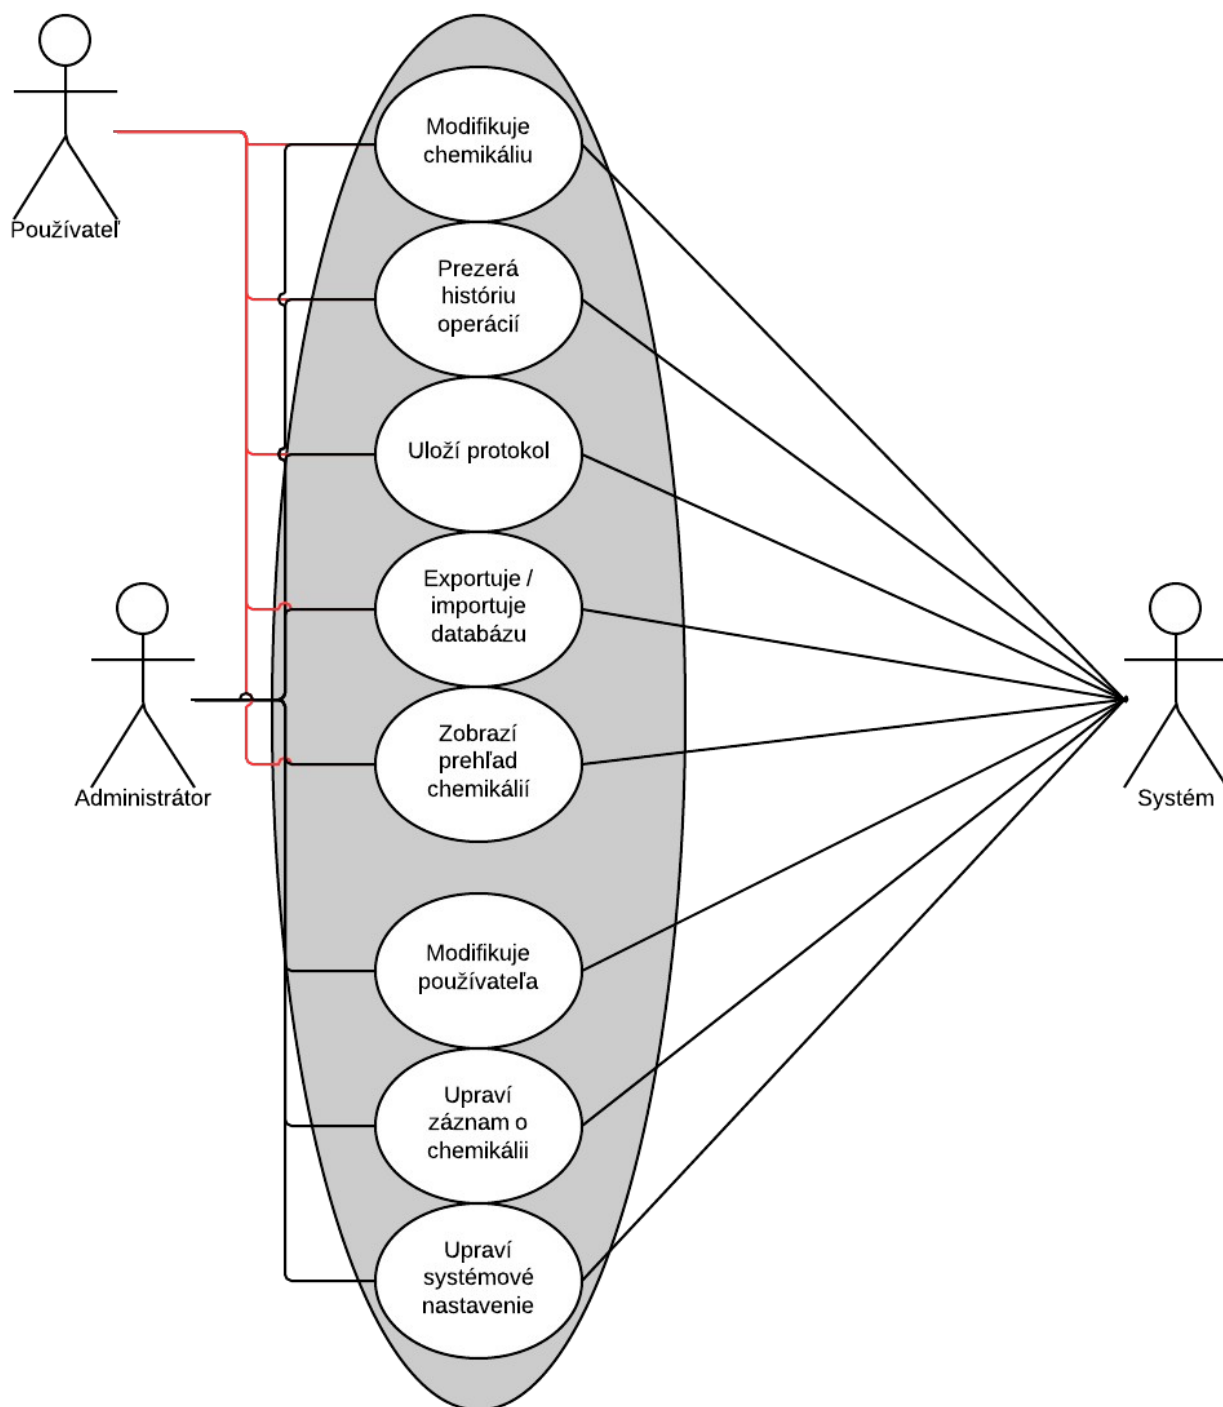 Modifikuje
chemikáliu
Používateľ
Prezerá
históriu
operácií
Uloží protokol
Exportuje /
importuje
databázu
Zobrazí
prehľad
chemikálií
Administrátor
Systém
Modifikuje
používateľa
Upraví
záznam o
chemikálii
Upraví
systémové
nastavenie